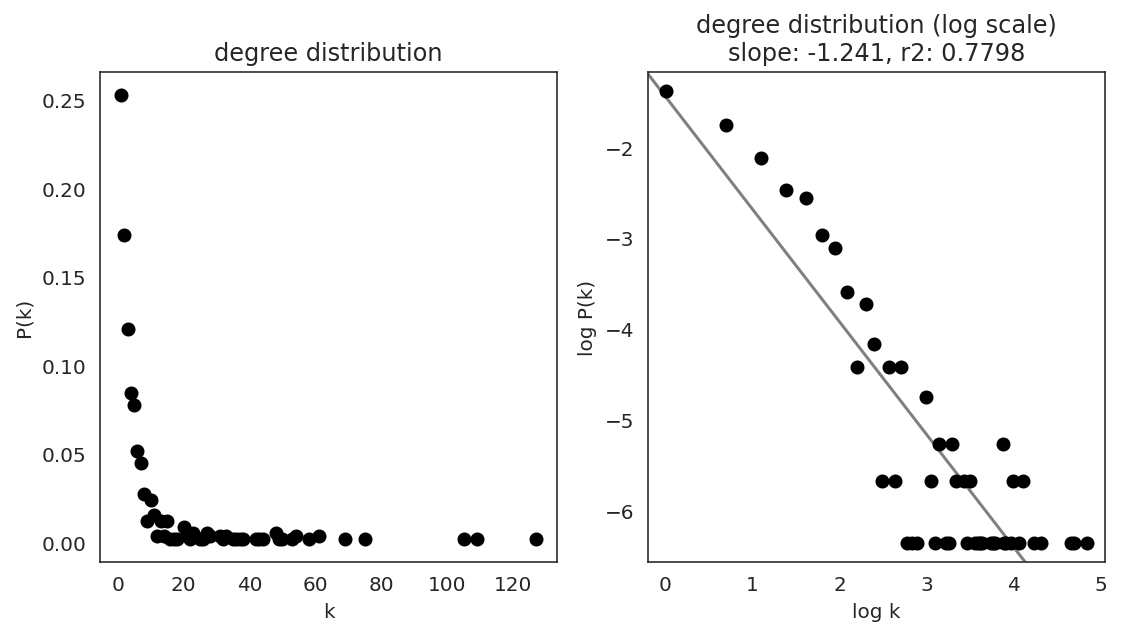 degree distribution
P(k)
0.25
0.20
0.15
0.10
0.05
0.00
0 20 40 60 80 100 120
k
degree distribution (log scale)
slope: -1.241, r2: 0.7798
log P(k)
−2
−3
−4
−5
−6
0 1 2 3 4 5
log k